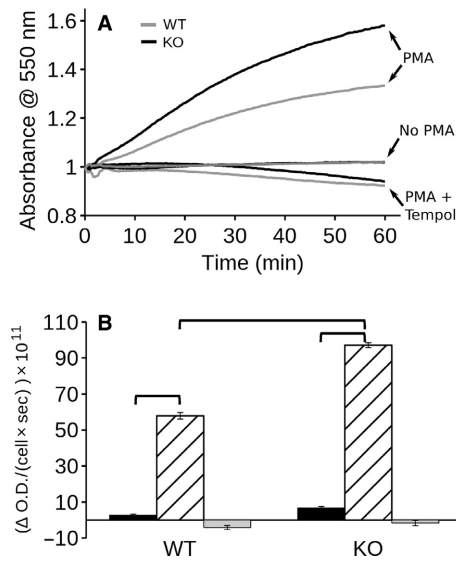 A
WT
KO
PMA
No PMA
PMA +
Tempol
Absorbance @ 550 nm
1.6
1.4
1.2
1
0.8
0 10 20 30 40 50 60
Time (min)
B
(Δ O.D./(cell × sec) ) × 10⁻¹¹
110
90
70
50
30
10
−10
WT KO